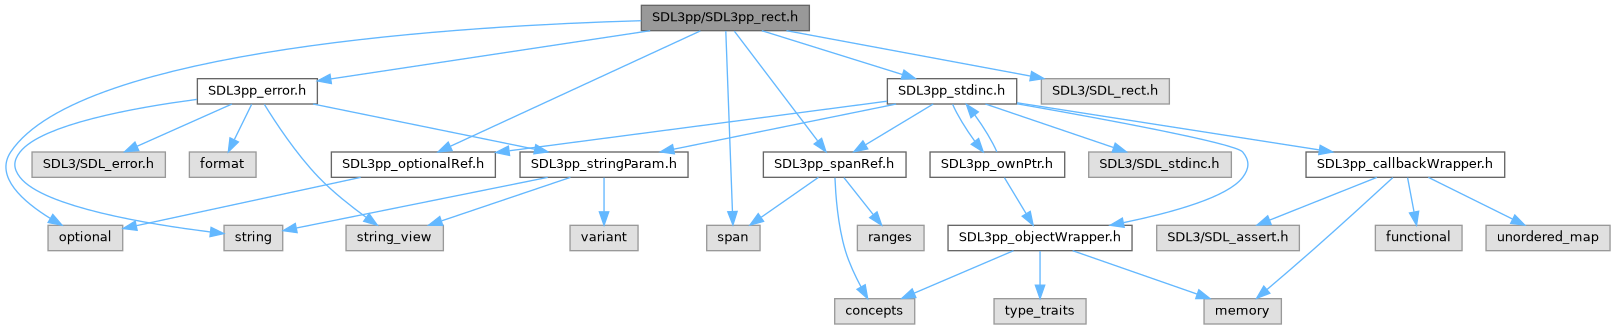 SDL3pp/SDL3pp_rect.h
SDL3pp_error.h
SDL3pp_stdinc.h
SDL3/SDL_rect.h
SDL3/SDL_error.h
format
SDL3pp_optionalRef.h
SDL3pp_stringParam.h
SDL3pp_spanRef.h
SDL3pp_ownPtr.h
SDL3/SDL_stdinc.h
SDL3pp_callbackWrapper.h
optional
string
string_view
variant
span
ranges
SDL3pp_objectWrapper.h
SDL3/SDL_assert.h
functional
unordered_map
concepts
type_traits
memory